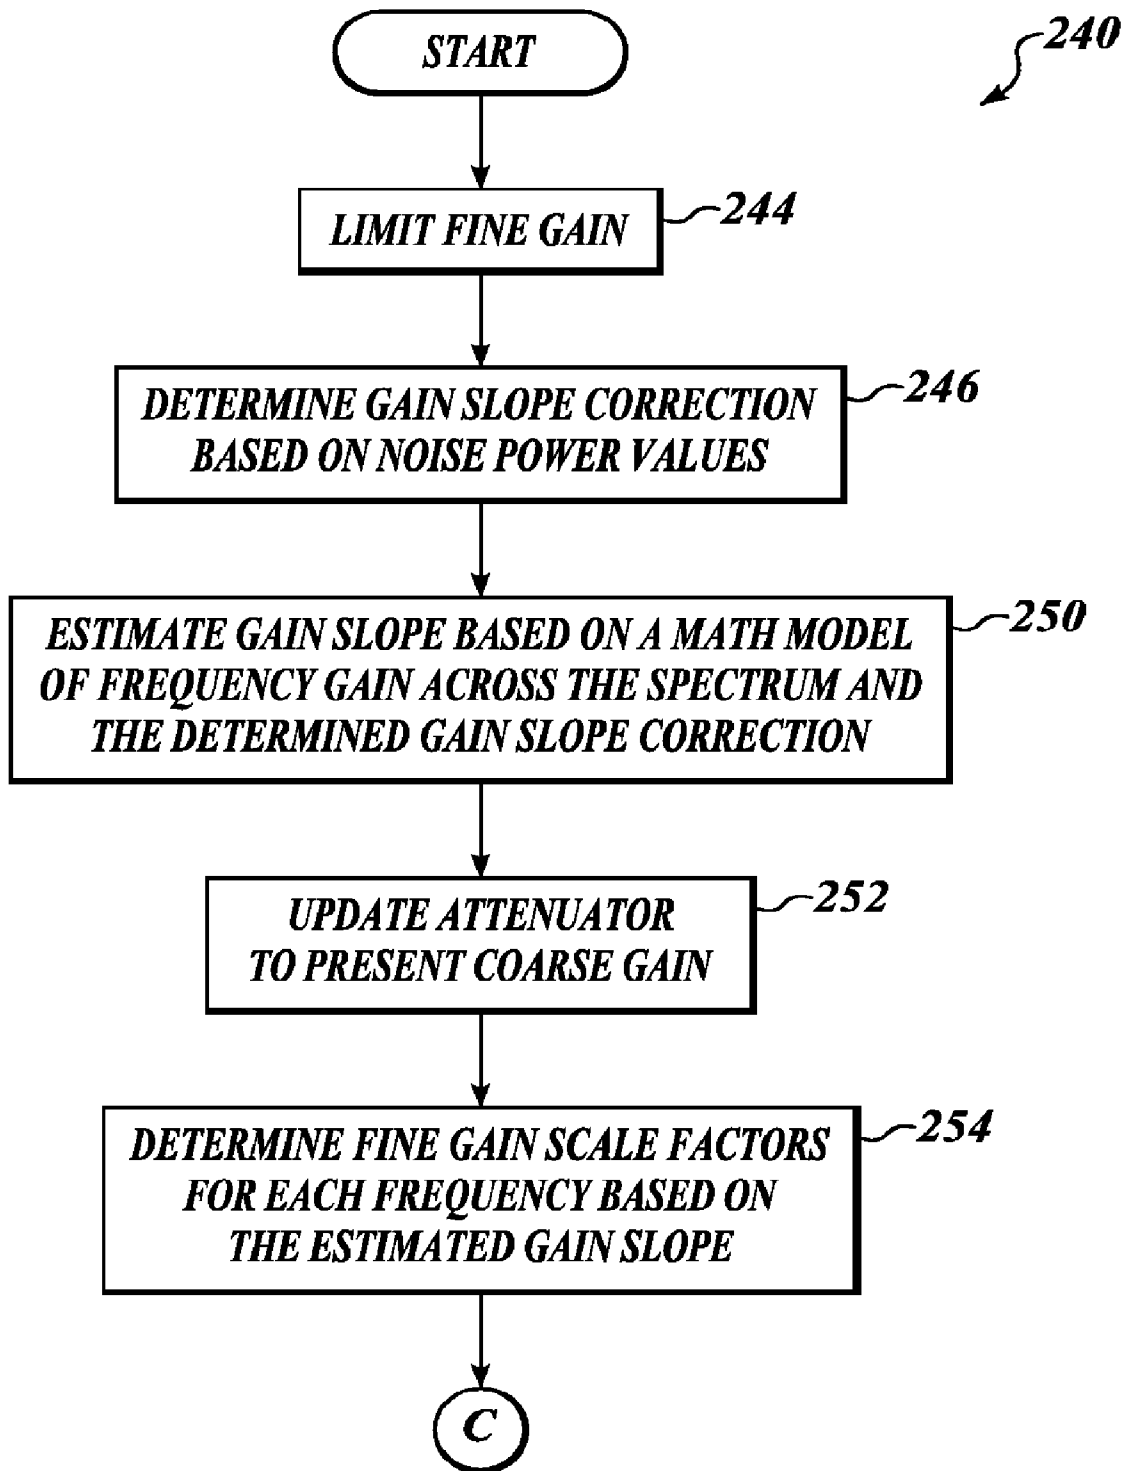 START
240
LIMIT FINE GAIN
244
DETERMINE GAIN SLOPE CORRECTION
BASED ON NOISE POWER VALUES
246
ESTIMATE GAIN SLOPE BASED ON A MATH MODEL
OF FREQUENCY GAIN ACROSS THE SPECTRUM AND
THE DETERMINED GAIN SLOPE CORRECTION
250
UPDATE ATTENUATOR
TO PRESENT COARSE GAIN
252
DETERMINE FINE GAIN SCALE FACTORS
FOR EACH FREQUENCY BASED ON
THE ESTIMATED GAIN SLOPE
254
C